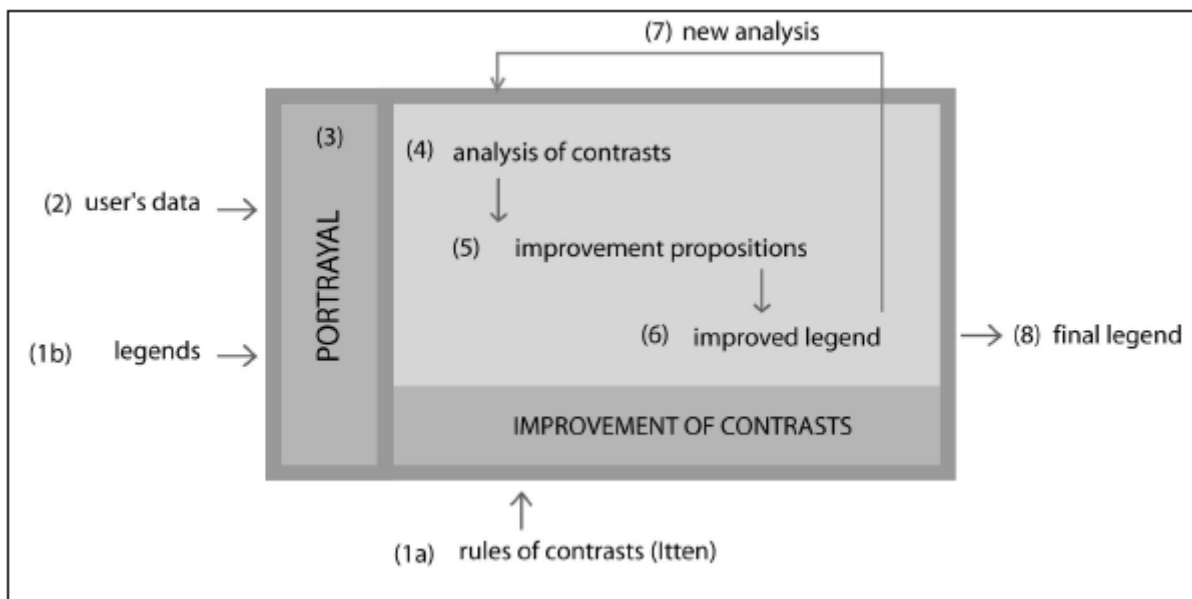 (7) new analysis
(3)
(4) analysis of contrasts
(2) user's data
PORTRAYAL
(5) improvement propositions
(1b) legends
(6) improved legend
(8) final legend
IMPROVEMENT OF CONTRASTS
(1a) rules of contrasts (Itten)